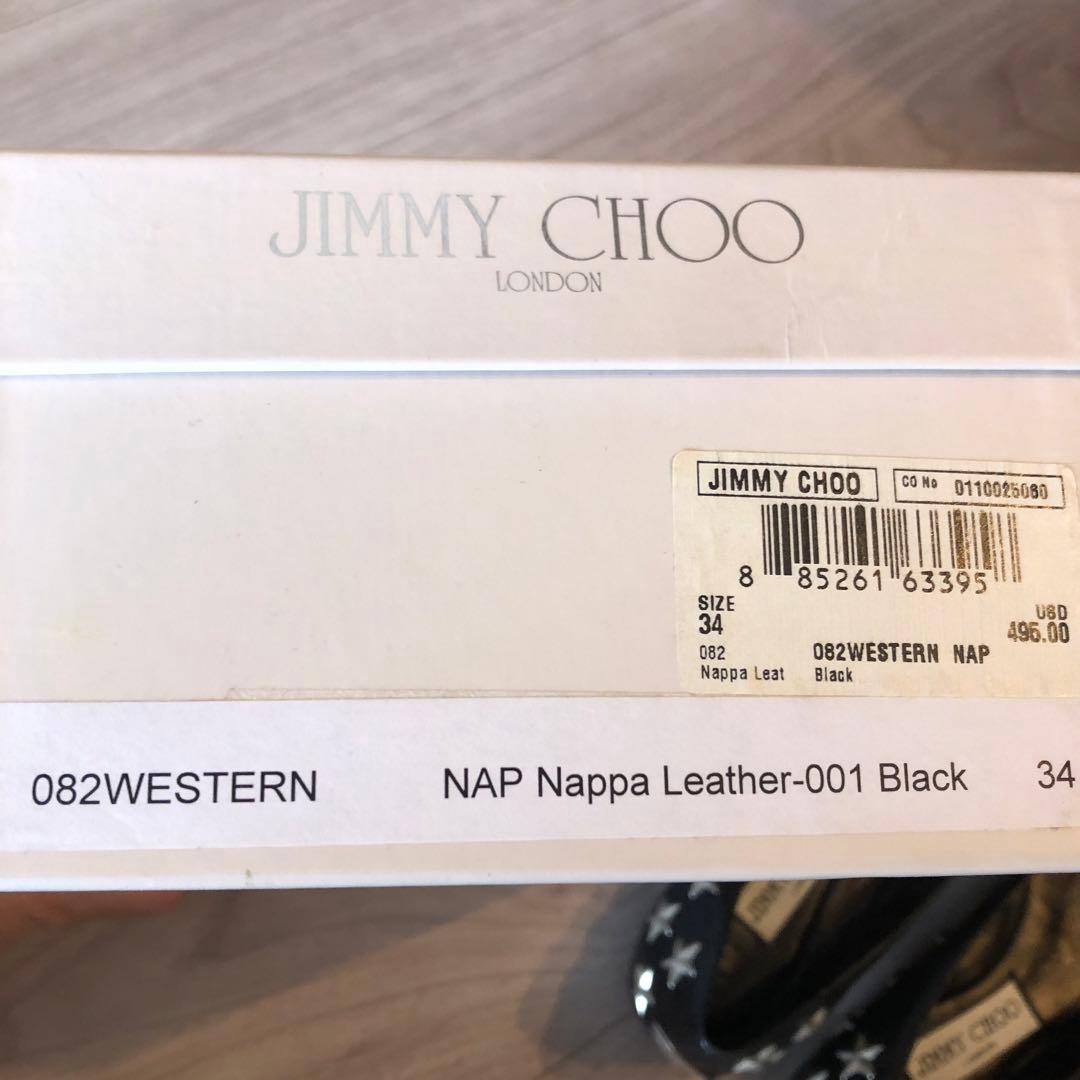 JIMMY CHOO
LONDON
JIMMY CHOO
CO No 0110025060
8 85261 63395
SIZE
34
USD
495.00
082 082WESTERN NAP
Nappa Leat Black
082WESTERN NAP Nappa Leather-001 Black 34
JIMMY CHOO